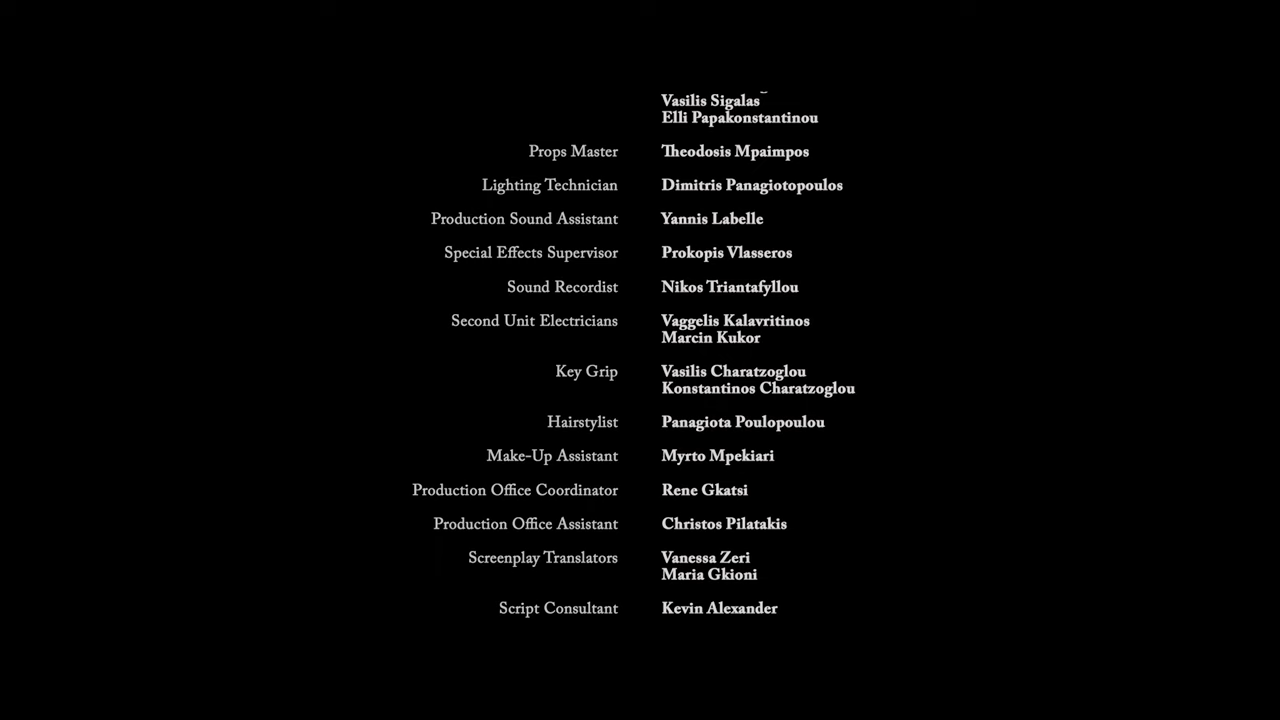 Vasilis Sigalas
Elli Papakonstantinou
Props Master Theodosis Mpaimpos
Lighting Technician Dimitris Panagiotopoulos
Production Sound Assistant Yannis Labelle
Special Effects Supervisor Prokopis Vlasseros
Sound Recordist Nikos Triantafyllou
Second Unit Electricians Vaggelis Kalavritinos
Marcin Kukor
Key Grip Vasilis Charatzoglou
Konstantinos Charatzoglou
Hairstylist Panagiota Poulopoulou
Make-Up Assistant Myrto Mpekiari
Production Office Coordinator Rene Gkatsi
Production Office Assistant Christos Pilatakis
Screenplay Translators Vanessa Zeri
Maria Gkioni
Script Consultant Kevin Alexander